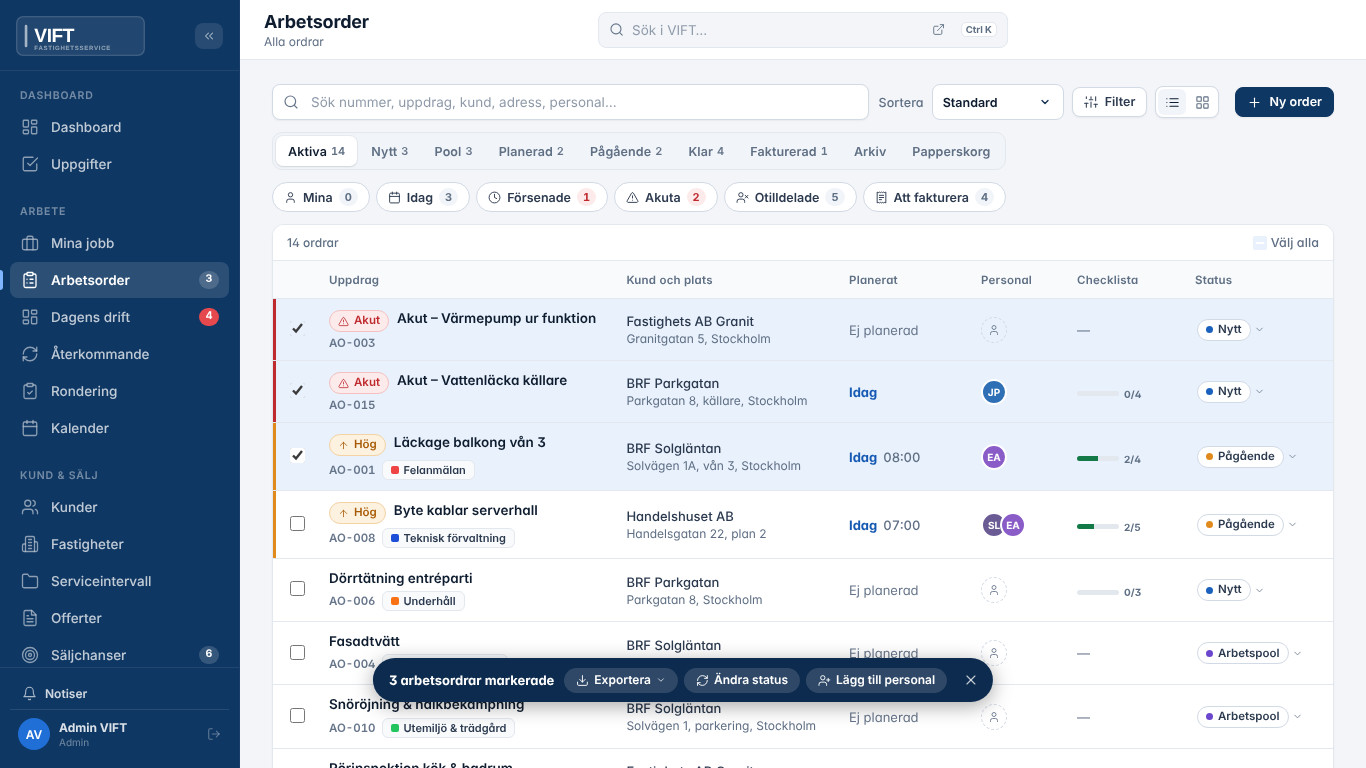 VIFT
FASTIGHETSSERVICE
DASHBOARD
Dashboard
Uppgifter
ARBETE
Mina jobb
Arbetsorder 3
Dagens drift 4
Återkommande
Rondering
Kalender
KUND & SÄLJ
Kunder
Fastigheter
Serviceintervall
Offerter
Säljchanser 6
Notiser
AV Admin VIFT
Admin
Arbetsorder
Alla ordrar
Sök i VIFT... Ctrl K
Sök nummer, uppdrag, kund, adress, personal... Sortera Standard Filter Ny order
Aktiva 14 Nytt 3 Pool 3 Planerad 2 Pågående 2 Klar 4 Fakturerad 1 Arkiv Papperskorg
Mina 0 Idag 3 Försenade 1 Akuta 2 Otilldelade 5 Att fakturera 4
14 ordrar Välj alla
Uppdrag Kund och plats Planerat Personal Checklista Status
Akut Akut – Värmepump ur funktion
AO-003
Fastighets AB Granit
Granitgatan 5, Stockholm
Ej planerad — Nytt
Akut Akut – Vattenläcka källare
AO-015
BRF Parkgatan
Parkgatan 8, källare, Stockholm
Idag JP 0/4 Nytt
Hög Läckage balkong vån 3
AO-001 Felanmälan
BRF Solgläntan
Solvägen 1A, vån 3, Stockholm
Idag 08:00 EA 2/4 Pågående
Hög Byte kablar serverhall
AO-008 Teknisk förvaltning
Handelshuset AB
Handelsgatan 22, plan 2
Idag 07:00 SL EA 2/5 Pågående
Dörrtätning entréparti
AO-006 Underhåll
BRF Parkgatan
Parkgatan 8, Stockholm
Ej planerad 0/3 Nytt
Fasadtvätt
AO-004
BRF Solgläntan
Ej planerad — Arbetspool
3 arbetsordrar markerade Exportera Ändra status Lägg till personal
Snöröjning & halkbekämpning
AO-010 Utemiljö & trädgård
BRF Solgläntan
Solvägen 1, parkering, Stockholm
— Arbetspool